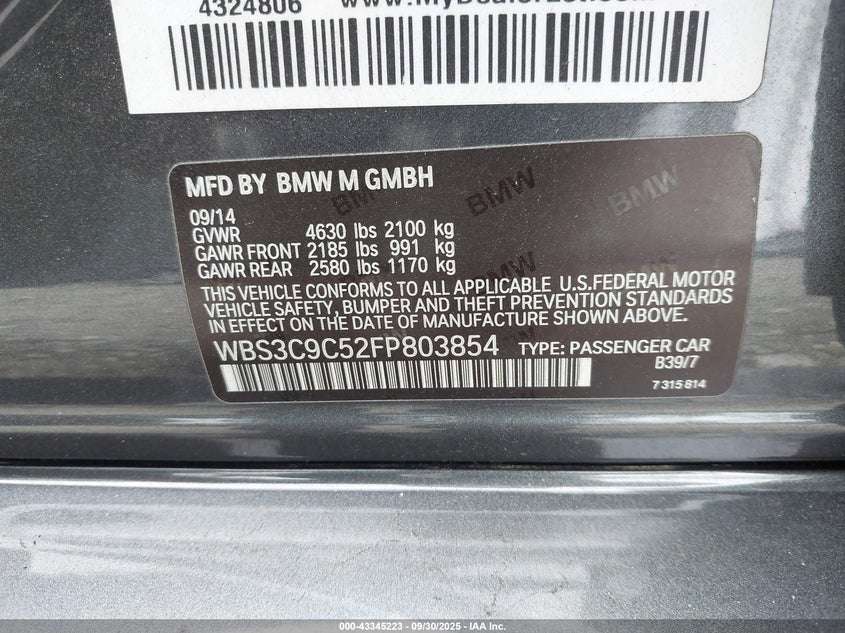 4324806
MFD BY BMW M GMBH
09/14
GVWR 4630 lbs 2100 kg
GAWR FRONT 2185 lbs 991 kg
GAWR REAR 2580 lbs 1170 kg
THIS VEHICLE CONFORMS TO ALL APPLICABLE U.S.FEDERAL MOTOR
VEHICLE SAFETY, BUMPER AND THEFT PREVENTION STANDARDS
IN EFFECT ON THE DATE OF MANUFACTURE SHOWN ABOVE.
WBS3C9C52FP803854 TYPE: PASSENGER CAR
B39/7
7 315 814
BMW BMW
BMW
000-43345223 - 09/30/2025 - IAA Inc.